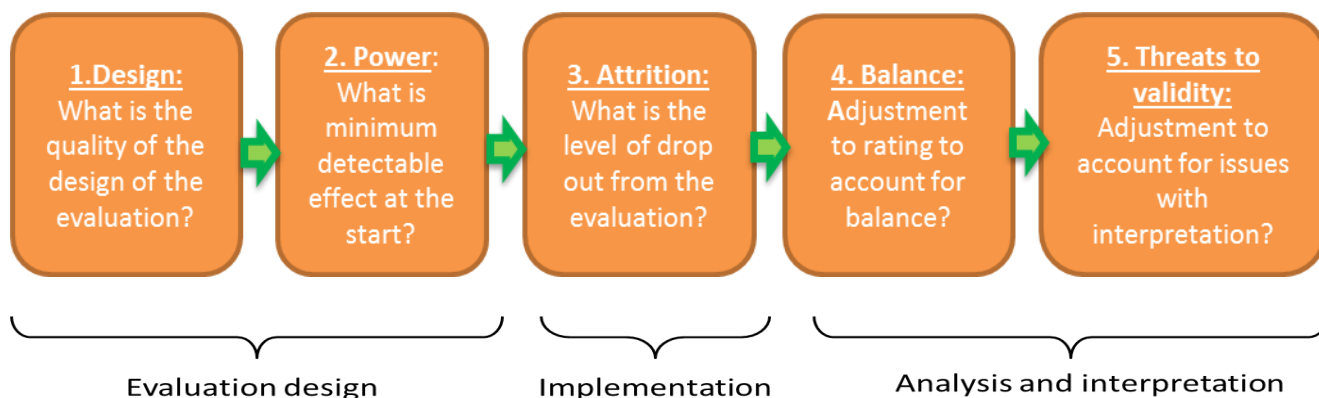 1.Design:
What is the
quality of the
design of the
evaluation?
2. Power:
What is
minimum
detectable
effect at the
start?
3. Attrition:
What is the
level of drop
out from the
evaluation?
4. Balance:
Adjustment
to rating to
account for
balance?
5. Threats to
validity:
Adjustment to
account for issues
with
interpretation?
Evaluation design
Implementation
Analysis and interpretation